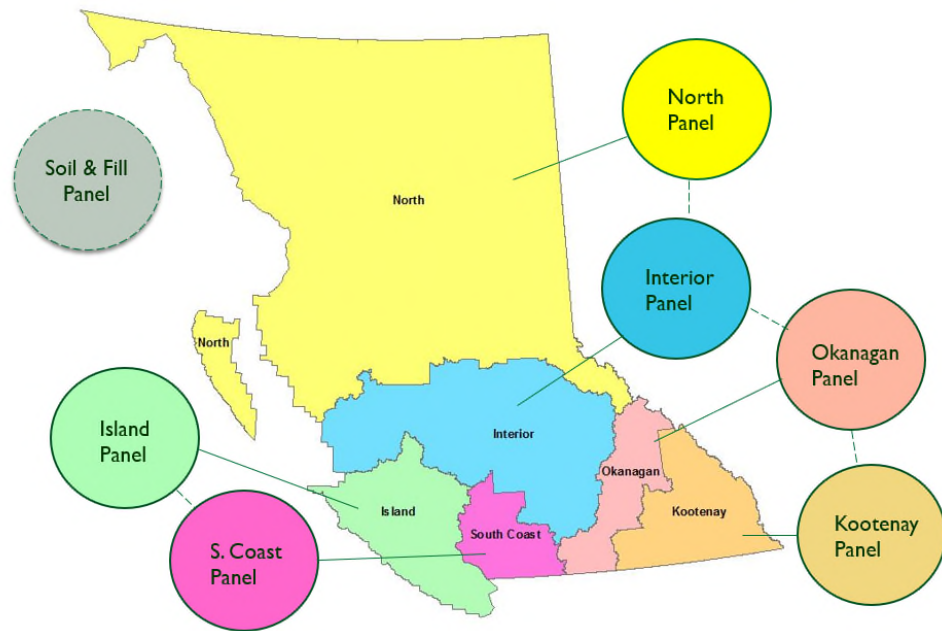 North
Panel
Soil & Fill
Panel
North
Interior
Panel
North
Okanagan
Panel
Island
Panel
Interior
Okanagan
Island
South Coast
Kootenay
Kootenay
Panel
S. Coast
Panel